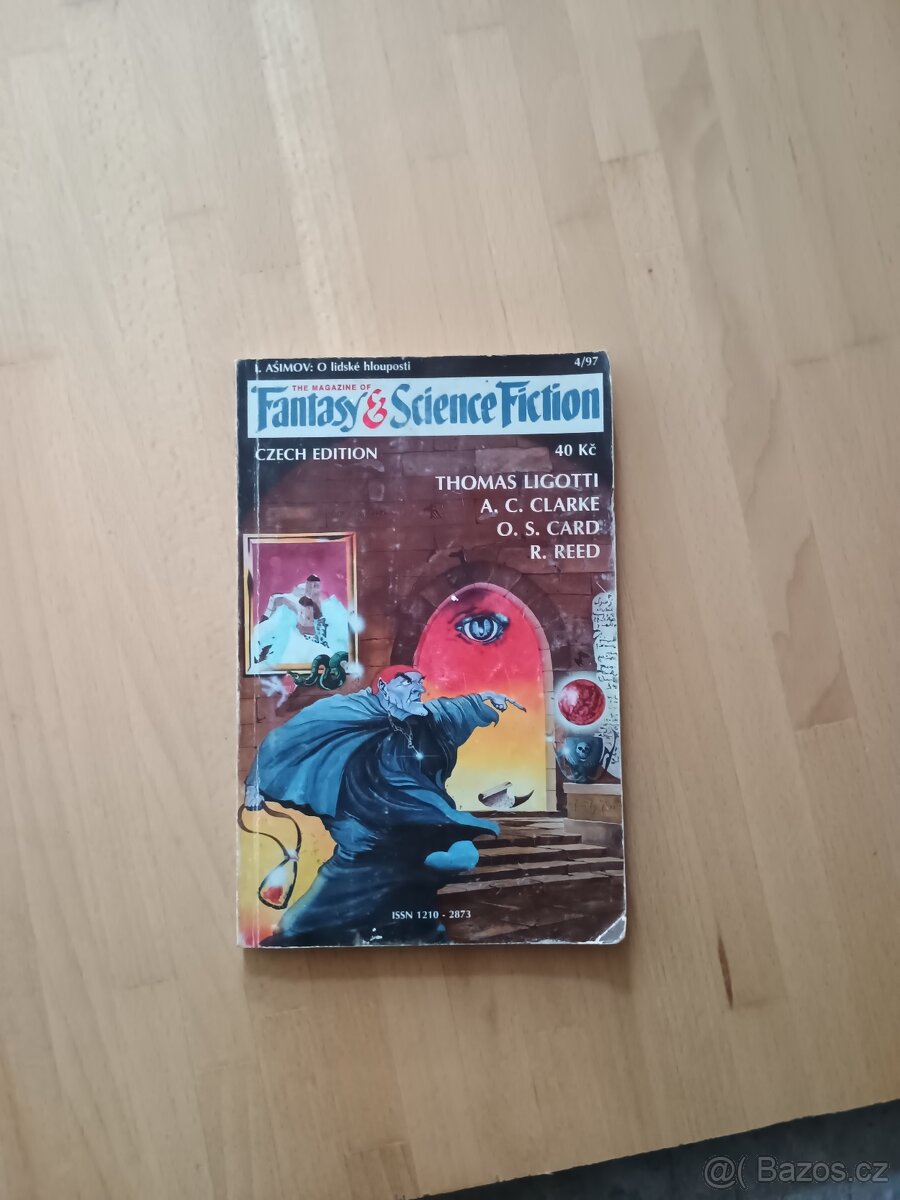 I. AŠIMOV: O lidské hlouposti
4/97
THE MAGAZINE OF
Fantasy & Science Fiction
CZECH EDITION
40 Kč
THOMAS LIGOTTI
A. C. CLARKE
O. S. CARD
R. REED
ISSN 1210 - 2873
@( Bazos.cz